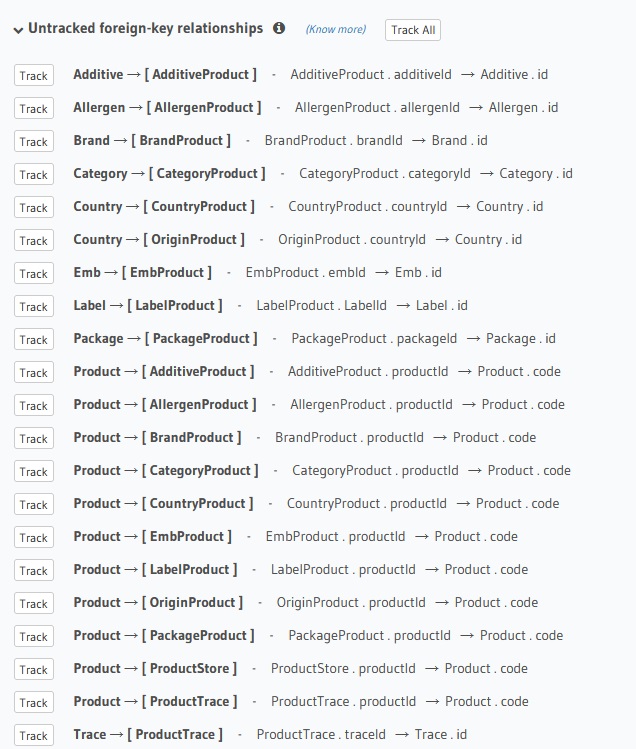 Untracked foreign-key relationships (Know more) Track All
Track Additive → [ AdditiveProduct ] - AdditiveProduct . additiveId → Additive . id
Track Allergen → [ AllergenProduct ] - AllergenProduct . allergenId → Allergen . id
Track Brand → [ BrandProduct ] - BrandProduct . brandId → Brand . id
Track Category → [ CategoryProduct ] - CategoryProduct . categoryId → Category . id
Track Country → [ CountryProduct ] - CountryProduct . countryId → Country . id
Track Country → [ OriginProduct ] - OriginProduct . countryId → Country . id
Track Emb → [ EmbProduct ] - EmbProduct . embId → Emb . id
Track Label → [ LabelProduct ] - LabelProduct . LabelId → Label . id
Track Package → [ PackageProduct ] - PackageProduct . packageId → Package . id
Track Product → [ AdditiveProduct ] - AdditiveProduct . productId → Product . code
Track Product → [ AllergenProduct ] - AllergenProduct . productId → Product . code
Track Product → [ BrandProduct ] - BrandProduct . productId → Product . code
Track Product → [ CategoryProduct ] - CategoryProduct . productId → Product . code
Track Product → [ CountryProduct ] - CountryProduct . productId → Product . code
Track Product → [ EmbProduct ] - EmbProduct . productId → Product . code
Track Product → [ LabelProduct ] - LabelProduct . productId → Product . code
Track Product → [ OriginProduct ] - OriginProduct . productId → Product . code
Track Product → [ PackageProduct ] - PackageProduct . productId → Product . code
Track Product → [ ProductStore ] - ProductStore . productId → Product . code
Track Product → [ ProductTrace ] - ProductTrace . productId → Product . code
Track Trace → [ ProductTrace ] - ProductTrace . traceId → Trace . id